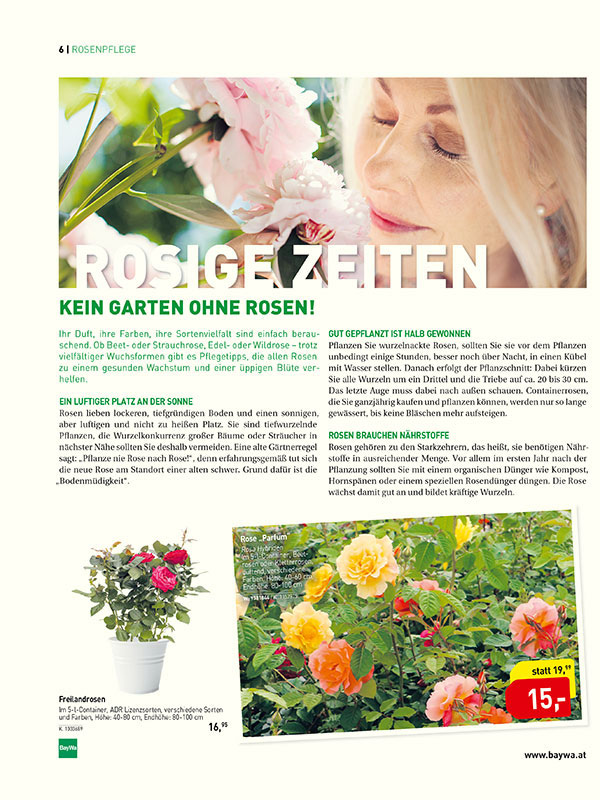 6 | ROSENPFLEGE
ROSIGE ZEITEN
KEIN GARTEN OHNE ROSEN!
Ihr Duft, ihre Farben, ihre Sortenvielfalt sind einfach berau-
schend. Ob Beet- oder Strauchrose, Edel- oder Wildrose – trotz
vielfältiger Wuchsformen gibt es Pflegetipps, die allen Rosen
zu einem gesunden Wachstum und einer üppigen Blüte ver-
helfen.
EIN LUFTIGER PLATZ AN DER SONNE
Rosen lieben lockeren, tiefgründigen Boden und einen sonnigen,
aber luftigen und nicht zu heißen Platz. Sie sind tiefwurzelnde
Pflanzen, die Wurzelkonkurrenz großer Bäume oder Sträucher in
nächster Nähe sollten Sie deshalb vermeiden. Eine alte Gärtnerregel
sagt: „Pflanze nie Rose nach Rose!“, denn erfahrungsgemäß tut sich
die neue Rose am Standort einer alten schwer. Grund dafür ist die
„Bodenmüdigkeit“.
GUT GEPFLANZT IST HALB GEWONNEN
Pflanzen Sie wurzelnackte Rosen, sollten Sie sie vor dem Pflanzen
unbedingt einige Stunden, besser noch über Nacht, in einen Kübel
mit Wasser stellen. Danach erfolgt der Pflanzschnitt: Dabei kürzen
Sie alle Wurzeln um ein Drittel und die Triebe auf ca. 20 bis 30 cm.
Das letzte Auge muss dabei nach außen schauen. Containerrosen,
die Sie ganzjährig kaufen und pflanzen können, werden nur so lange
gewässert, bis keine Bläschen mehr aufsteigen.
ROSEN BRAUCHEN NÄHRSTOFFE
Rosen gehören zu den Starkzehrern, das heißt, sie benötigen Nähr-
stoffe in ausreichender Menge. Vor allem im ersten Jahr nach der
Pflanzung sollten Sie mit einem organischen Dünger wie Kompost,
Hornspänen oder einem speziellen Rosendünger düngen. Die Rose
wächst damit gut an und bildet kräftige Wurzeln.
Rose „Parfum“
Rosa Hybriden
im 5-l-Container, Beet-
rosen oder Kletterrosen,
duftend, verschiedene
Farben, Höhe: 40-60 cm,
Endhöhe: 80-100 cm
statt 19,99
15,-
Freilandrosen
Im 5-l-Container, ADR Lizenzsorten, verschiedene Sorten
und Farben, Höhe: 40-80 cm, Endhöhe: 80-100 cm
K. 1333669
16,95
BayWa
www.baywa.at